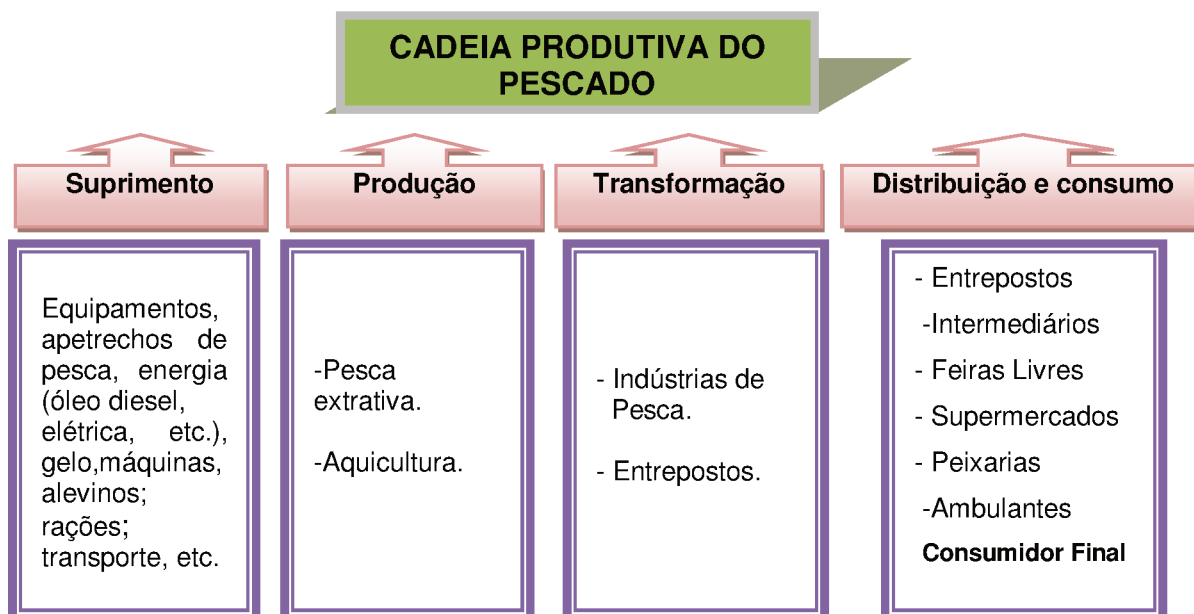 CADEIA PRODUTIVA DO
PESCADO
Suprimento
Produção
Transformação
Distribuição e consumo
Equipamentos,
apetrechos de
pesca, energia
(óleo diesel,
elétrica, etc.),
gelo,máquinas,
alevinos;
rações;
transporte, etc.
-Pesca
extrativa.
-Aquicultura.
- Indústrias de
Pesca.
- Entrepostos.
- Entrepostos
-Intermediários
- Feiras Livres
- Supermercados
- Peixarias
-Ambulantes
Consumidor Final